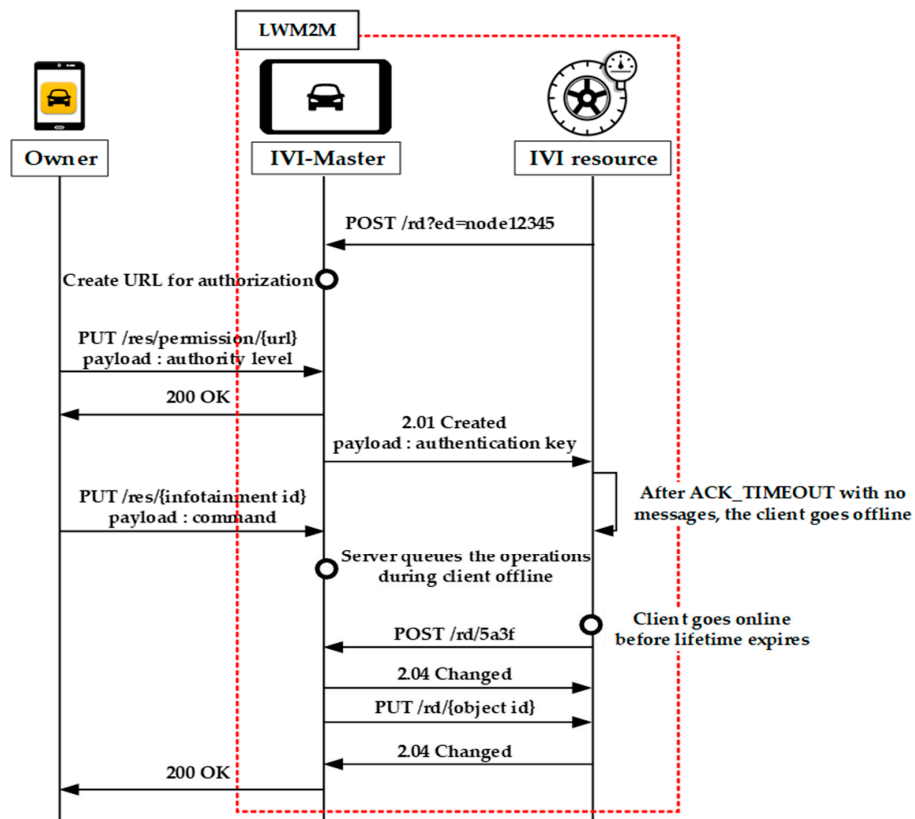 LWM2M
Owner
IVI-Master
IVI resource
POST /rd?ed=node12345
Create URL for authorization
PUT /res/permission/{url}
payload : authority level
200 OK
2.01 Created
payload : authentication key
After ACK_TIMEOUT with no
messages, the client goes offline
PUT /res/{infotainment id}
payload : command
Server queues the operations
during client offline
Client goes online
before lifetime expires
POST /rd/5a3f
2.04 Changed
PUT /rd/{object id}
2.04 Changed
200 OK